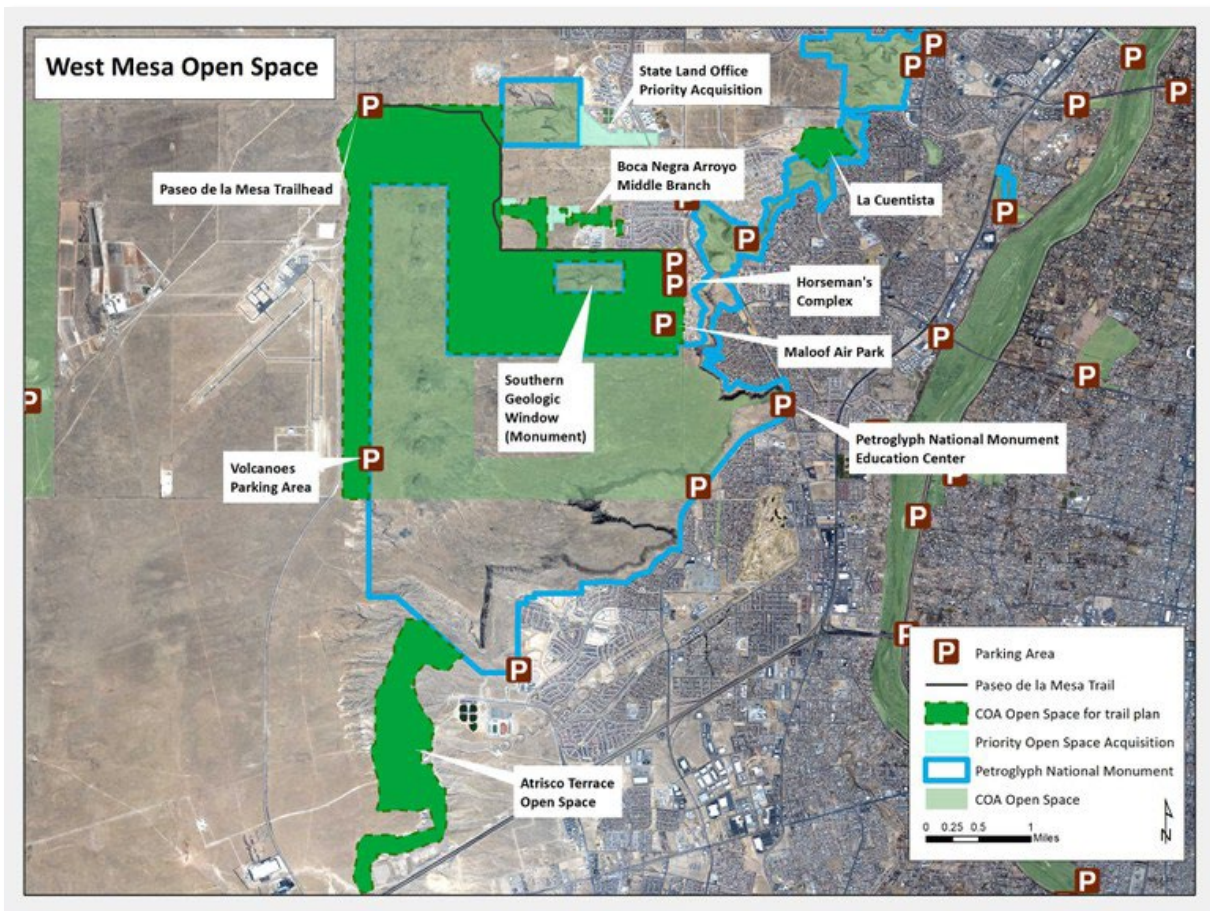 West Mesa Open Space
State Land Office
Priority Acquisition
P
P
P
P
P
P
Paseo de la Mesa Trailhead
Boca Negra Arroyo
Middle Branch
La Cuentista
P
P
P
P
P
Horseman's
Complex
P
Maloof Air Park
P
P
P
Southern
Geologic
Window
(Monument)
P
Petroglyph National Monument
Education Center
Volcanoes
Parking Area
P
P
P
P
P
P
P
Parking Area
Paseo de la Mesa Trail
COA Open Space for trail plan
Priority Open Space Acquisition
Petroglyph National Monument
COA Open Space
0 0.25 0.5 1
Miles
N
Atrisco Terrace
Open Space
P